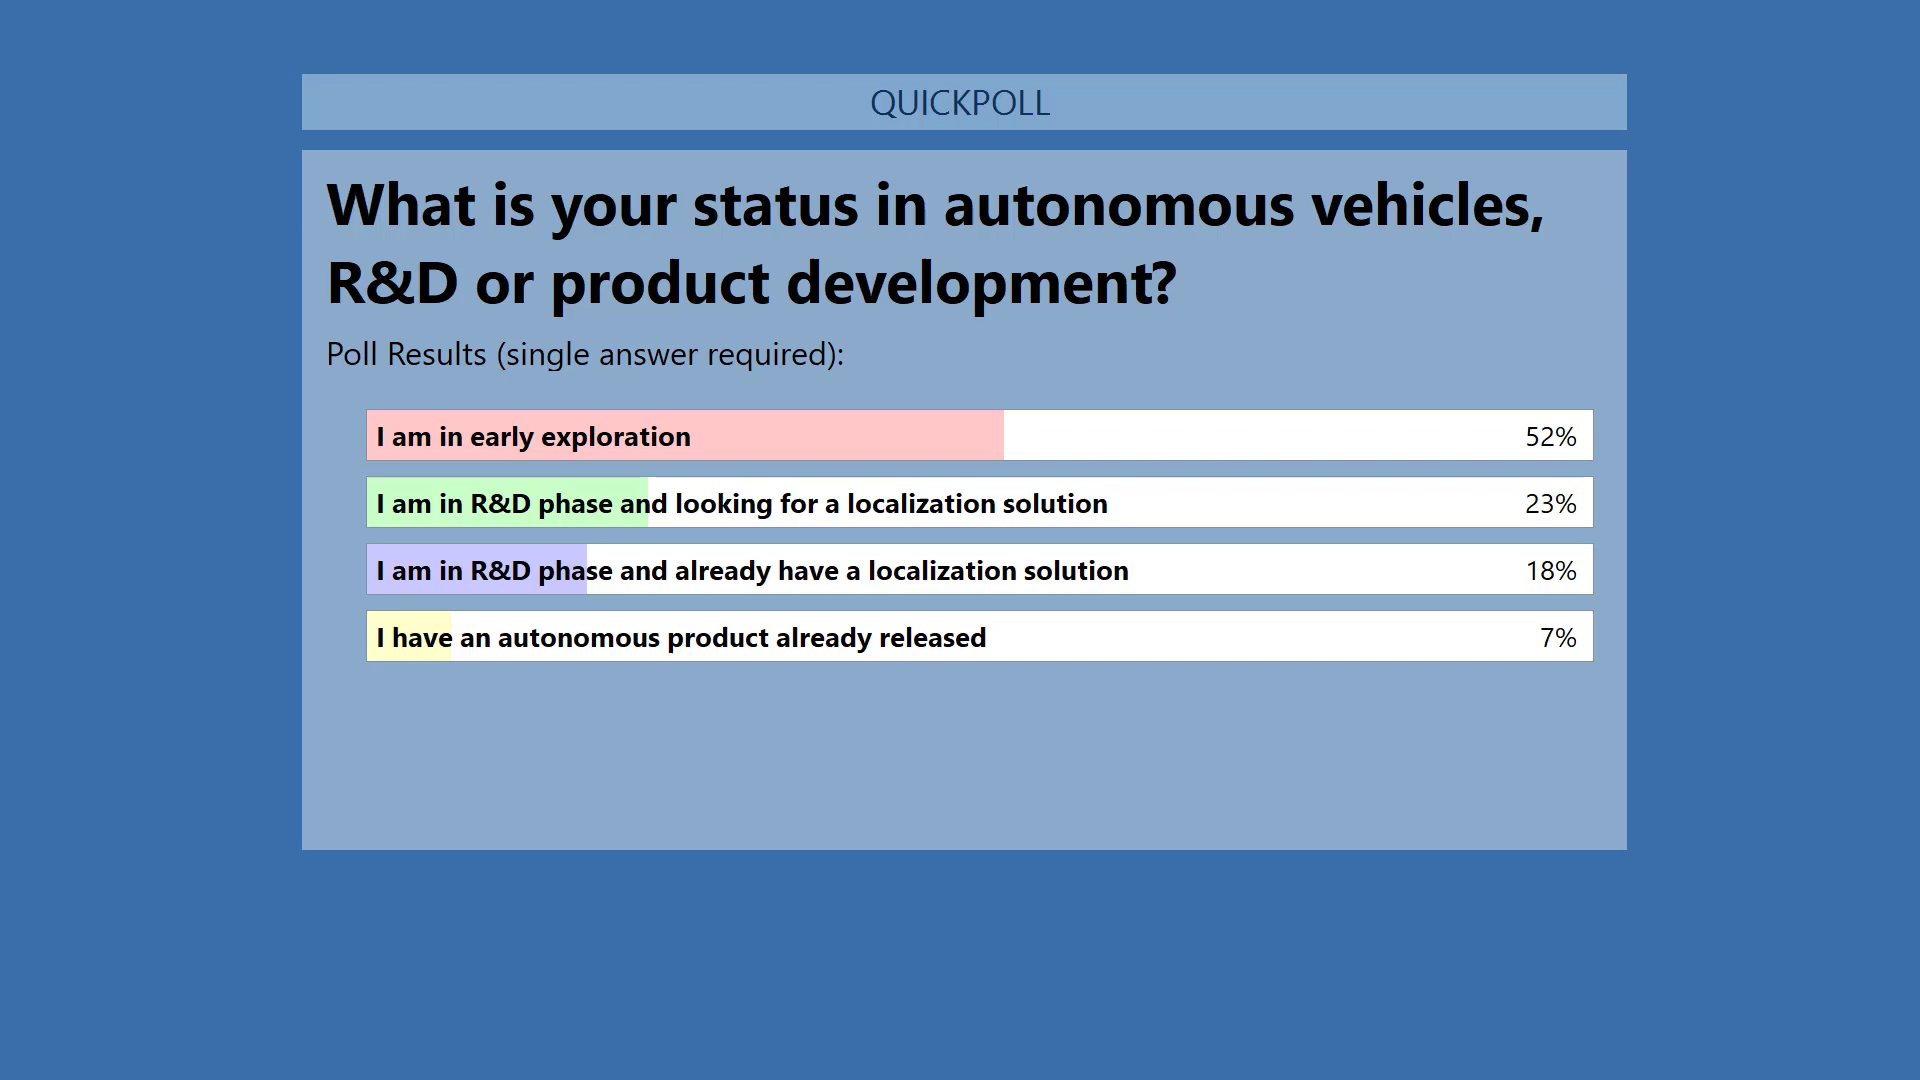 QUICKPOLL
What is your status in autonomous vehicles,
R&D or product development?
Poll Results (single answer required):
I am in early exploration 52%
I am in R&D phase and looking for a localization solution 23%
I am in R&D phase and already have a localization solution 18%
I have an autonomous product already released 7%